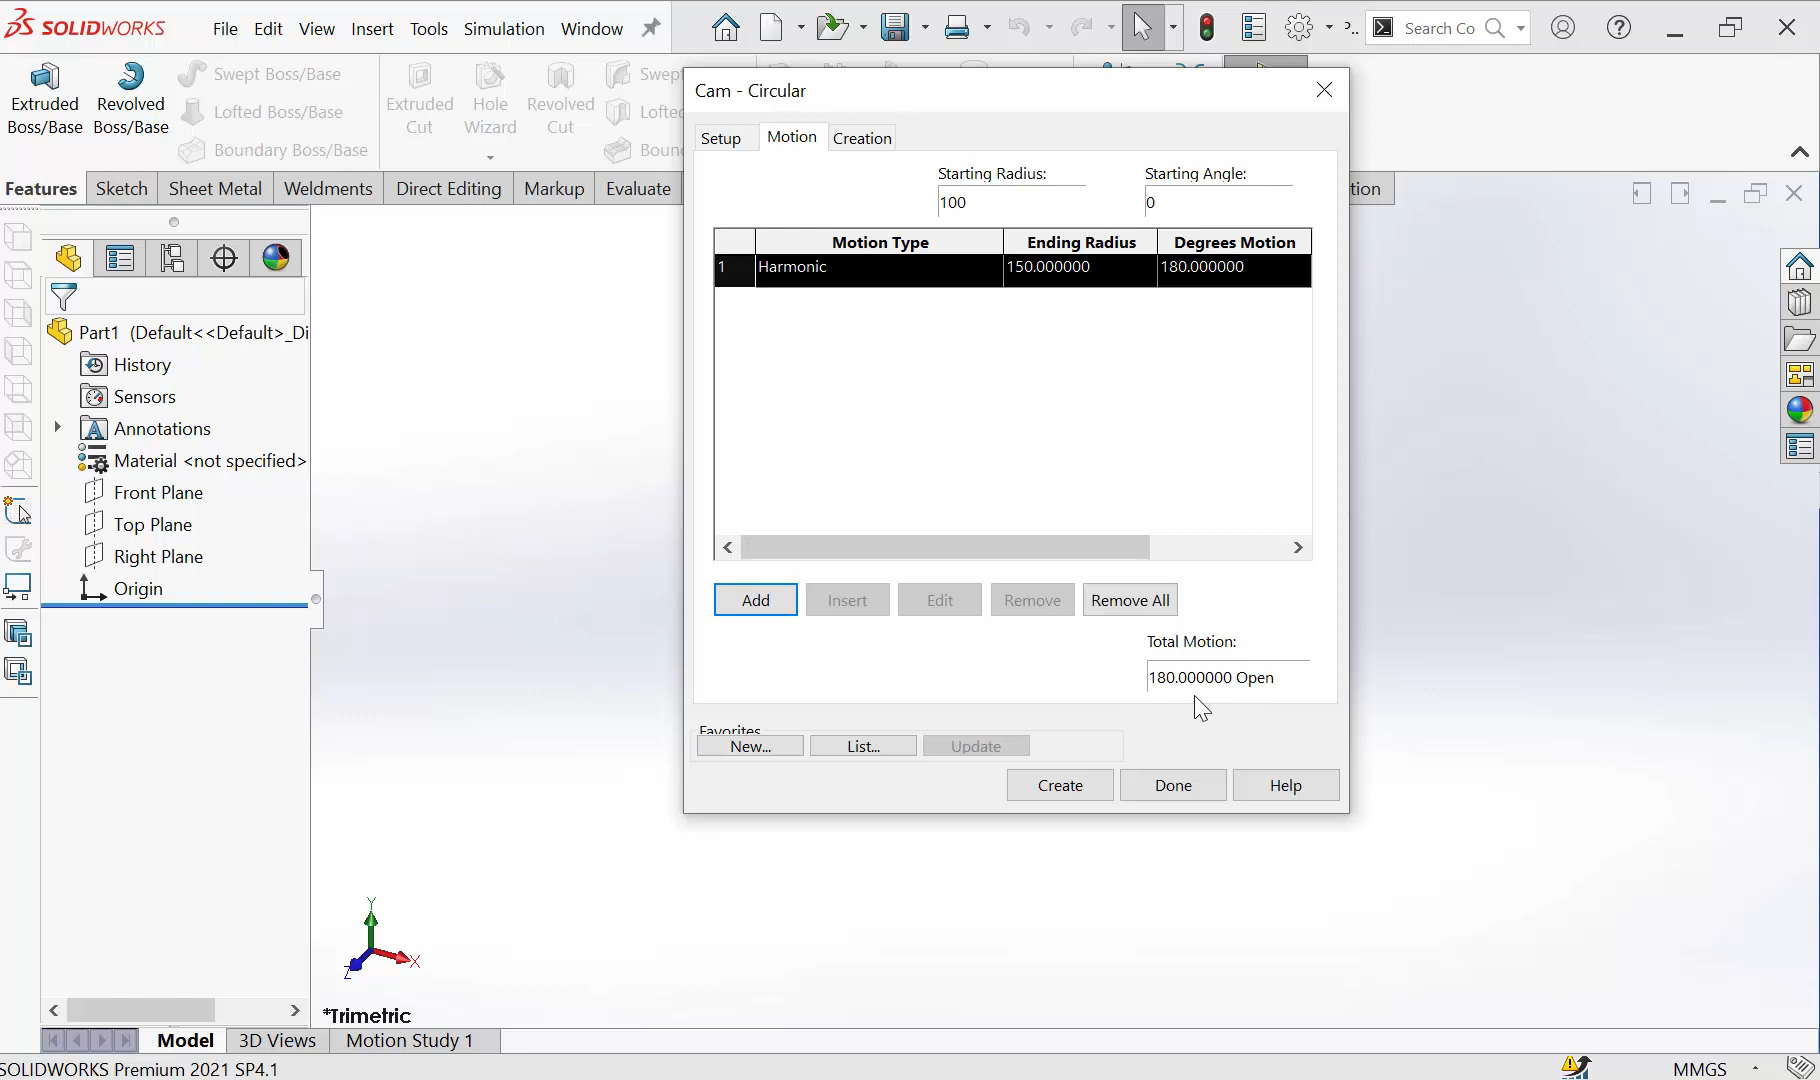 SOLIDWORKS
File Edit View Insert Tools Simulation Window
P..
Search Co
Extruded Boss/Base
Revolved Boss/Base
Swept Boss/Base
Lofted Boss/Base
Boundary Boss/Base
Extruded Cut
Hole Wizard
Revolved Cut
Swept
Lofte
Boun
Features Sketch Sheet Metal Weldments Direct Editing Markup Evaluate
tion
Part1 (Default<<Default>_Di
History
Sensors
Annotations
Material <not specified>
Front Plane
Top Plane
Right Plane
Origin
Cam - Circular
Setup Motion Creation
Starting Radius: Starting Angle:
100 0
Motion Type Ending Radius Degrees Motion
1 Harmonic 150.000000 180.000000
Add Insert Edit Remove Remove All
Total Motion:
180.000000 Open
Favorites
New... List... Update
Create Done Help
Y
X
Z
*Trimetric
Model 3D Views Motion Study 1
SOLIDWORKS Premium 2021 SP4.1
MMGS